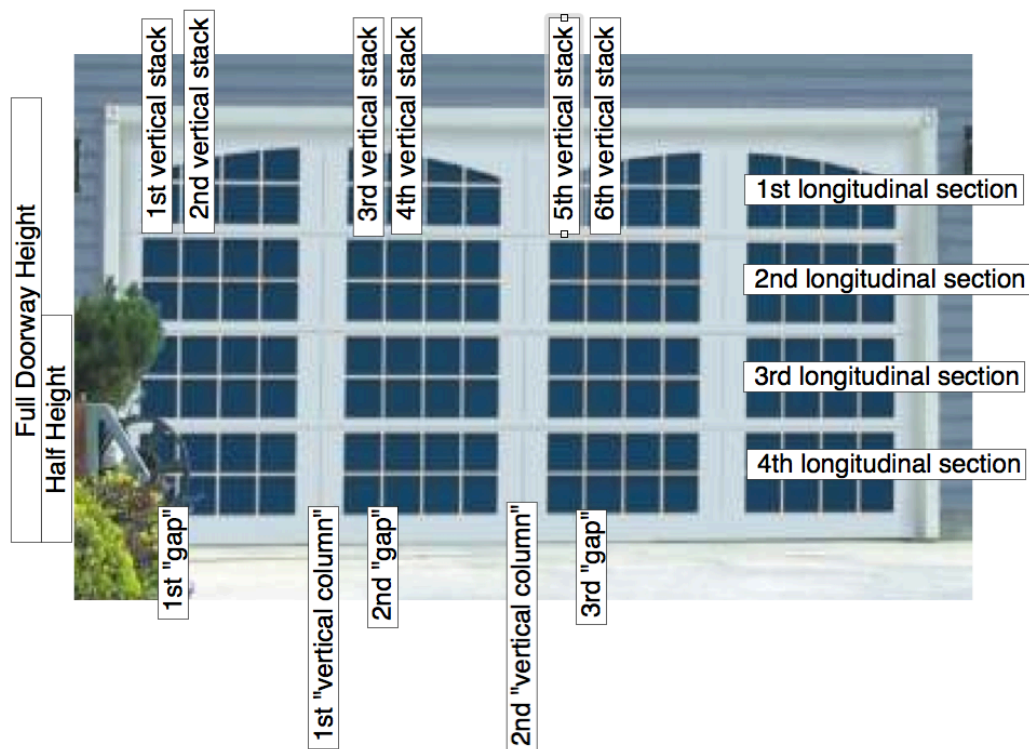 1st vertical stack
2nd vertical stack
3rd vertical stack
4th vertical stack
5th vertical stack
6th vertical stack
1st longitudinal section
2nd longitudinal section
3rd longitudinal section
4th longitudinal section
Full Doorway Height
Half Height
1st "gap"
1st "vertical column"
2nd "gap"
2nd "vertical column"
3rd "gap"